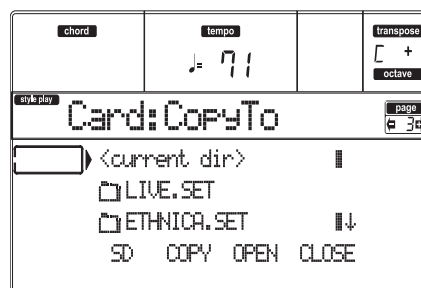 chord tempo transpose
♩= 71 C +
octave
style play Card:CopyTo page
3
<current dir>
LIVE.SET
ETHNICA.SET
SD COPY OPEN CLOSE